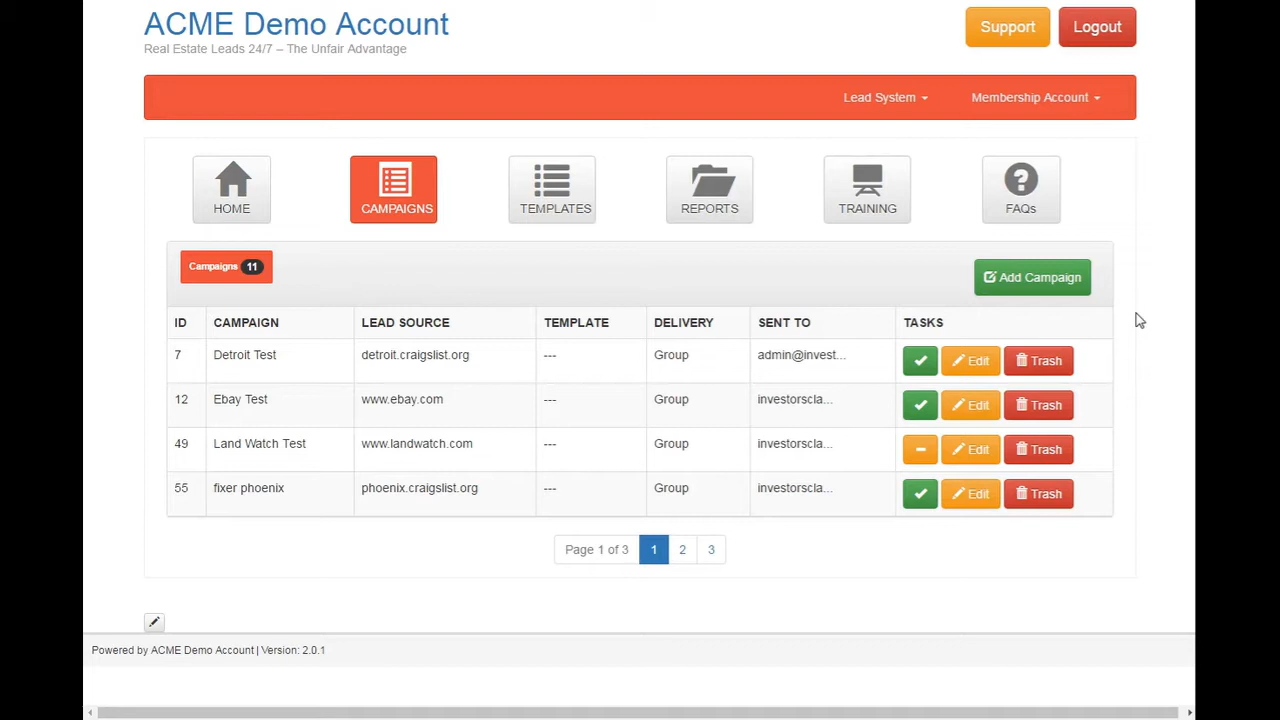 ACME Demo Account
Real Estate Leads 24/7 – The Unfair Advantage
Support
Logout
Lead System
Membership Account
HOME
CAMPAIGNS
TEMPLATES
REPORTS
TRAINING
FAQs
Campaigns 11
Add Campaign
ID CAMPAIGN LEAD SOURCE TEMPLATE DELIVERY SENT TO TASKS
7 Detroit Test detroit.craigslist.org --- Group admin@invest... Edit Trash
12 Ebay Test www.ebay.com --- Group investorscla... Edit Trash
49 Land Watch Test www.landwatch.com --- Group investorscla... Edit Trash
55 fixer phoenix phoenix.craigslist.org --- Group investorscla... Edit Trash
Page 1 of 3 1 2 3
Powered by ACME Demo Account | Version: 2.0.1